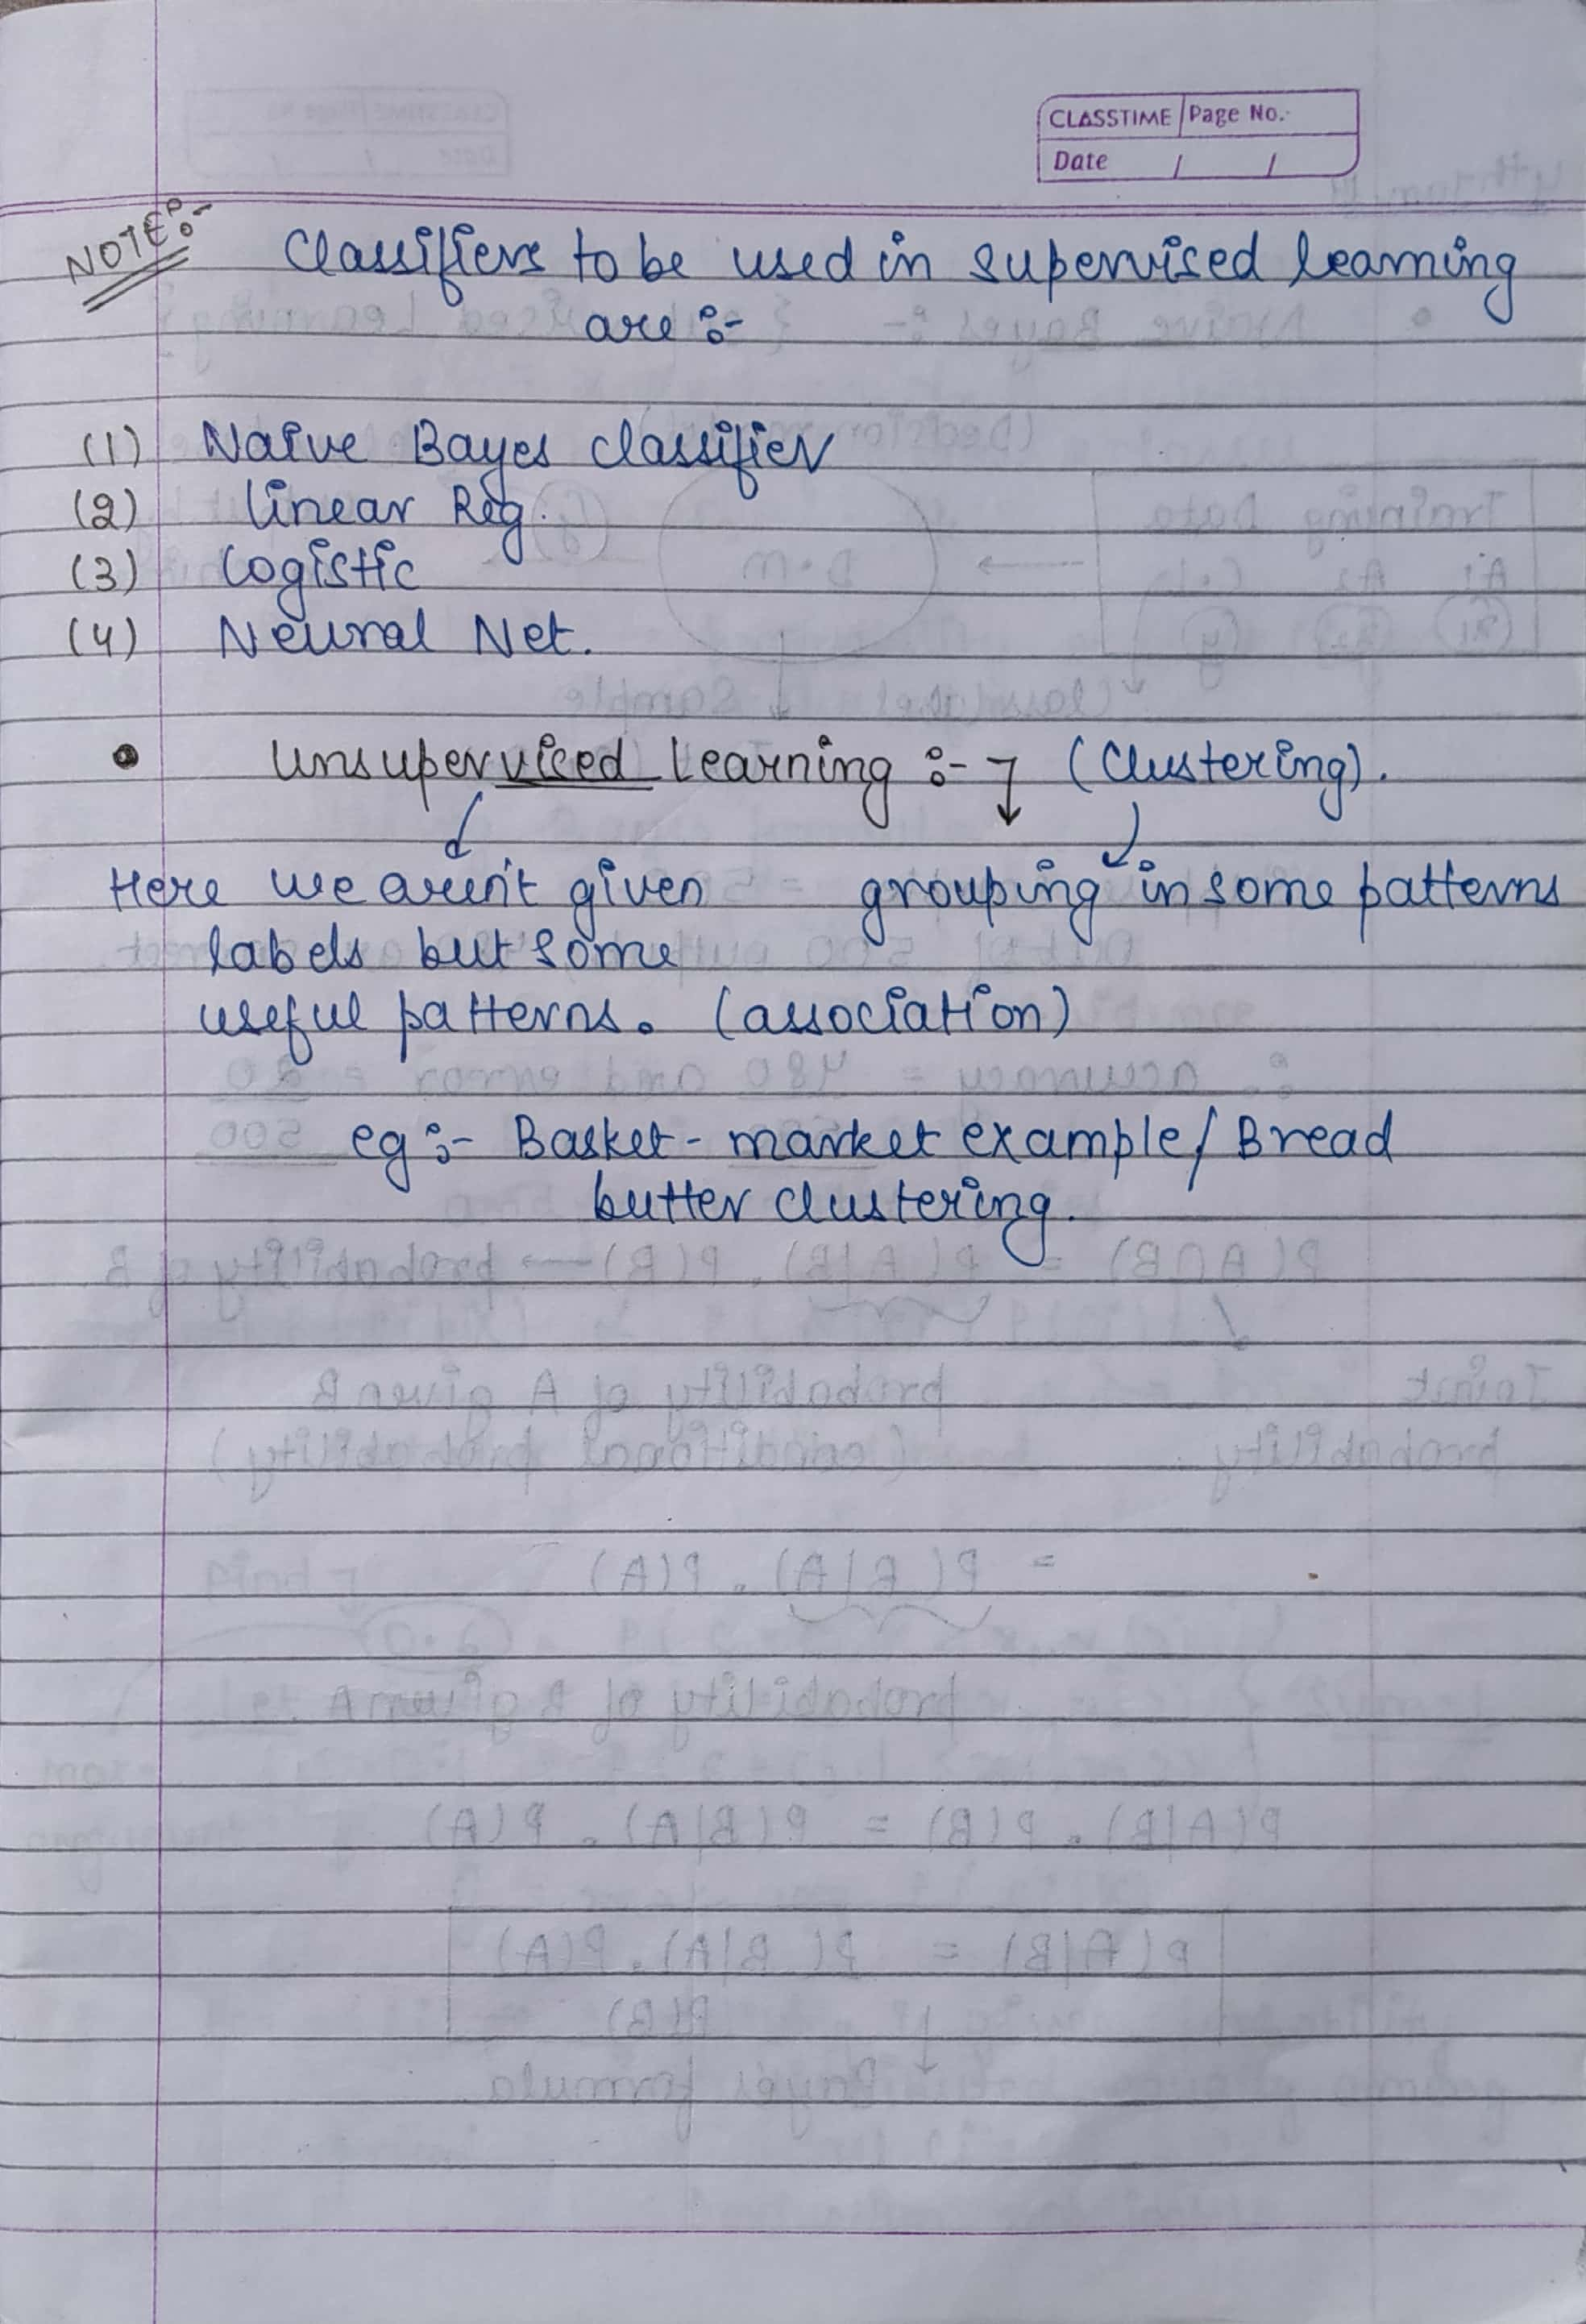 CLASSTIME Page No.
Date / /
NOTE:-
Classifiers to be used in supervised learning
are :-
(1) Naive Bayes classifier
(2) linear Reg.
(3) logistic
(4) Neural Net.
• Unsupervised Learning :- (Clustering).
Here we aren't given grouping in some patterns
labels but some
useful patterns. (association)
eg :- Basket - market example / Bread
butter clustering.